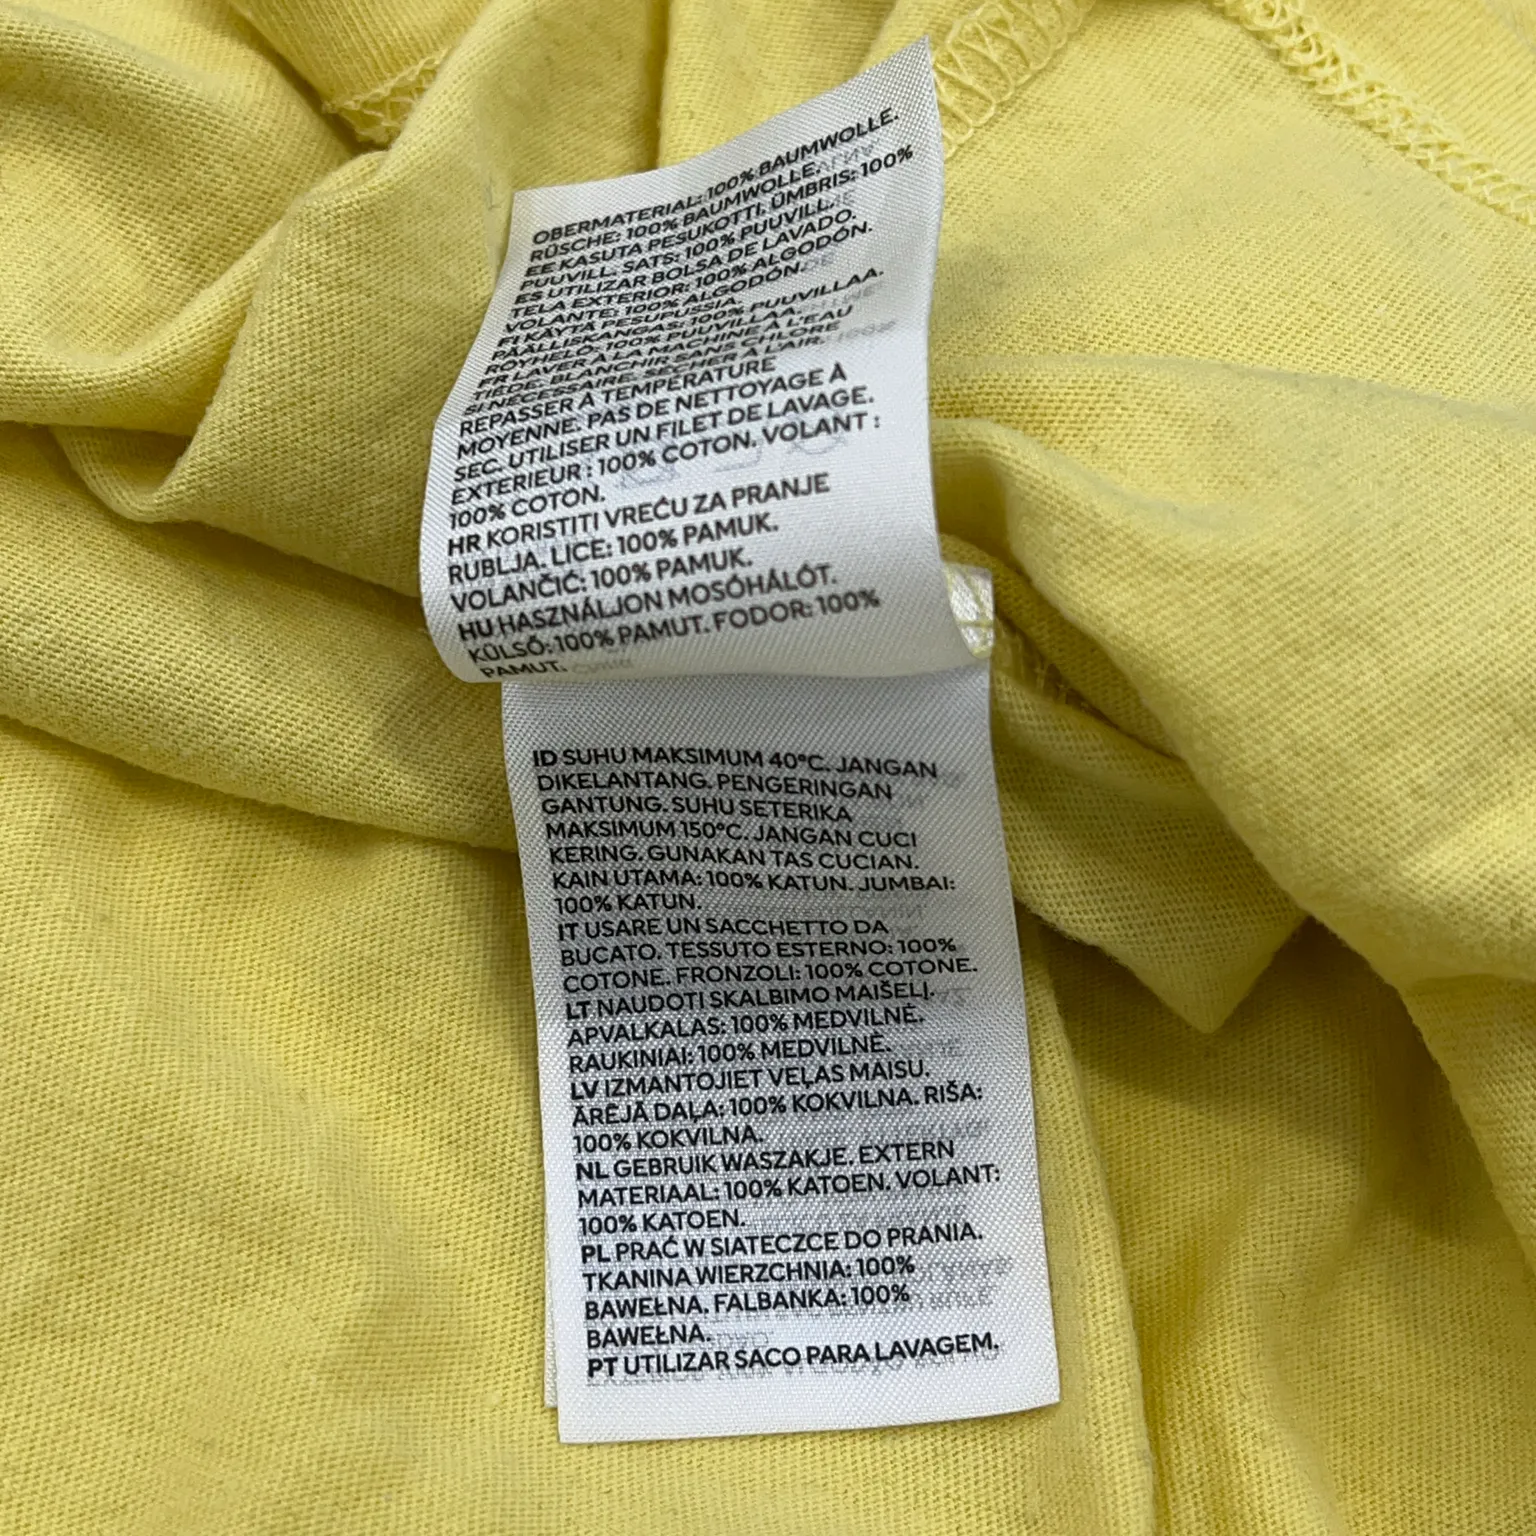 OBERMATERIAL: 100% BAUMWOLLE.
RÜSCHE: 100% BAUMWOLLE.
EE KASUTA PESUKOTTI. ÜMBRIS: 100%
PUUVILL. SATS: 100% PUUVILL.
ES UTILIZAR BOLSA DE LAVADO.
TELA EXTERIOR: 100% ALGODÓN.
VOLANTE: 100% ALGODÓN.
FI KÄYTÄ PESUPUSSIA.
PÄÄLLISKANGAS: 100% PUUVILLAA.
RÖYHELÖ: 100% PUUVILLAA.
FR LAVER À LA MACHINE À L'EAU
TIÈDE. BLANCHIR SANS CHLORE
SI NÉCESSAIRE. SÉCHER À L'AIR.
REPASSER À TEMPÉRATURE
MOYENNE. PAS DE NETTOYAGE À
SEC. UTILISER UN FILET DE LAVAGE.
EXTERIEUR : 100% COTON. VOLANT :
100% COTON.
HR KORISTITI VREĆU ZA PRANJE
RUBLJA. LICE: 100% PAMUK.
VOLANČIĆ: 100% PAMUK.
HU HASZNÁLJON MOSÓHÁLÓT.
KÜLSŐ: 100% PAMUT. FODOR: 100%
PAMUT.
ID SUHU MAKSIMUM 40°C. JANGAN
DIKELANTANG. PENGERINGAN
GANTUNG. SUHU SETERIKA
MAKSIMUM 150°C. JANGAN CUCI
KERING. GUNAKAN TAS CUCIAN.
KAIN UTAMA: 100% KATUN. JUMBAI:
100% KATUN.
IT USARE UN SACCHETTO DA
BUCATO. TESSUTO ESTERNO: 100%
COTONE. FRONZOLI: 100% COTONE.
LT NAUDOTI SKALBIMO MAIŠELĮ.
APVALKALAS: 100% MEDVILNĖ.
RAUKINIAI: 100% MEDVILNĖ.
LV IZMANTOJIET VEĻAS MAISU.
ĀRĒJĀ DAĻA: 100% KOKVILNA. RIŠA:
100% KOKVILNA.
NL GEBRUIK WASZAKJE. EXTERN
MATERIAAL: 100% KATOEN. VOLANT:
100% KATOEN.
PL PRAĆ W SIATECZCE DO PRANIA.
TKANINA WIERZCHNIA: 100%
BAWEŁNA. FALBANKA: 100%
BAWEŁNA.
PT UTILIZAR SACO PARA LAVAGEM.